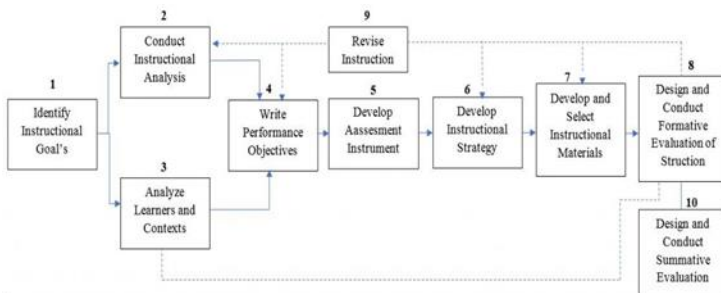 1
Identify
Instructional
Goal's
2
Conduct
Instructional
Analysis
3
Analyze
Learners and
Contexts
4
Write
Performance
Objectives
5
Develop
Aassesment
Instrument
6
Develop
Instructional
Strategy
7
Develop and
Select
Instructional
Materials
8
Design and
Conduct
Formative
Evaluation of
Struction
9
Revise
Instruction
10
Design and
Conduct
Summative
Evaluation